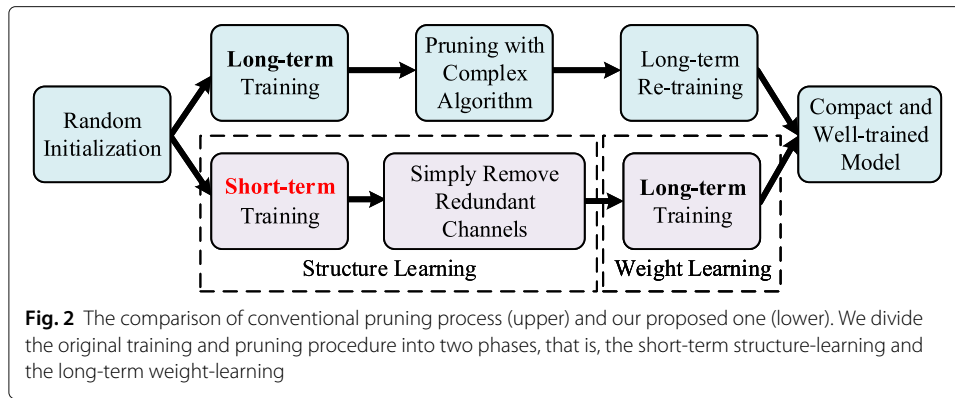 Random
Initialization
Long-term
Training
Pruning with
Complex
Algorithm
Long-term
Re-training
Short-term
Training
Simply Remove
Redundant
Channels
Structure Learning
Long-term
Training
Weight Learning
Compact and
Well-trained
Model
Fig. 2 The comparison of conventional pruning process (upper) and our proposed one (lower). We divide
the original training and pruning procedure into two phases, that is, the short-term structure-learning and
the long-term weight-learning